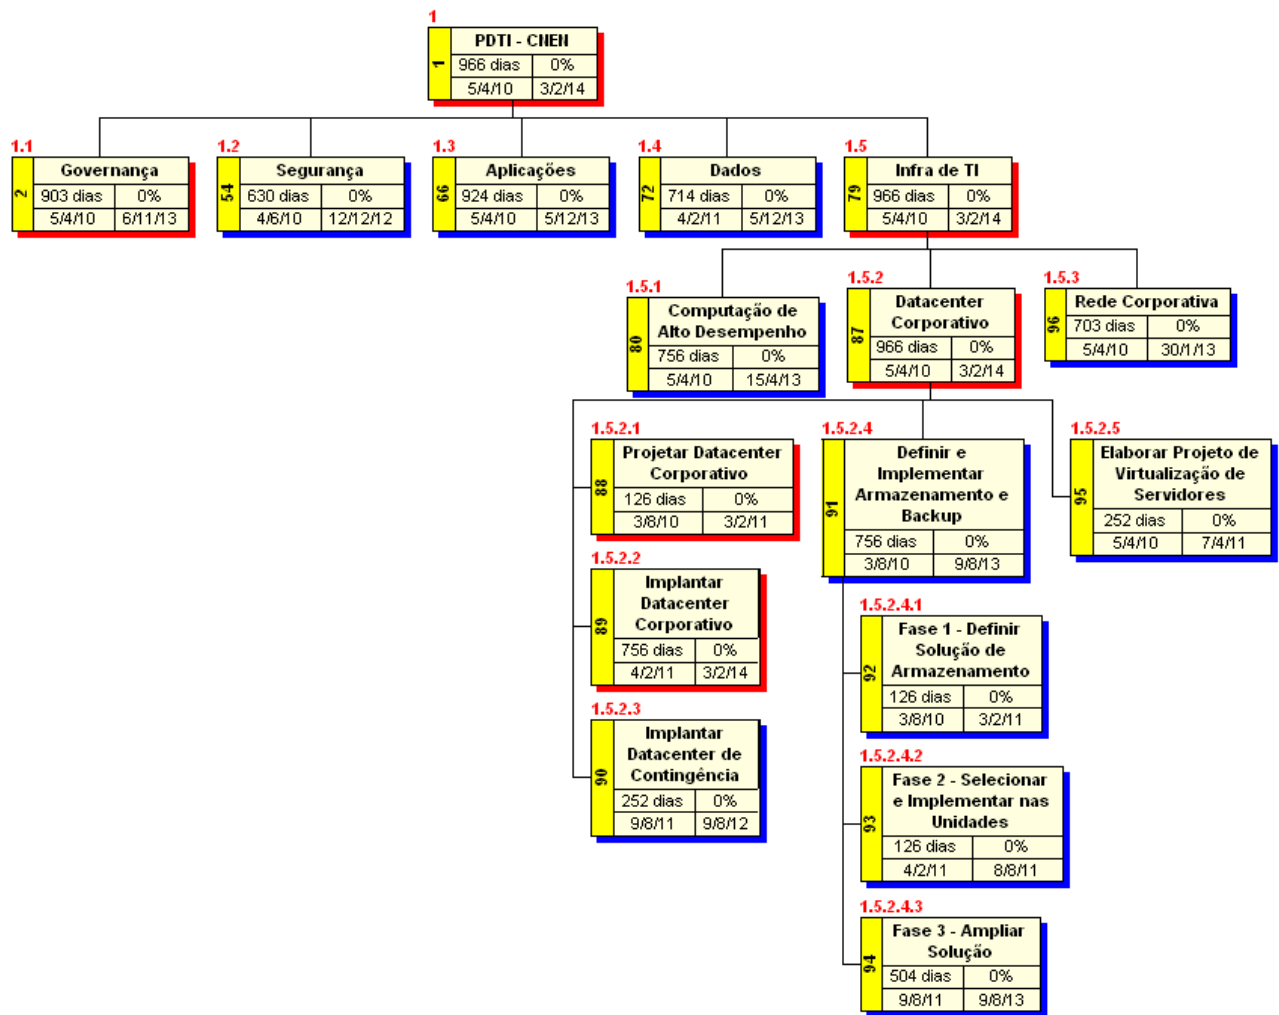 1
PDTI - CNEN
1
966 dias 0%
5/4/10 3/2/14
1.1
Governança
2
903 dias 0%
5/4/10 6/11/13
1.2
Segurança
54
630 dias 0%
4/6/10 12/12/12
1.3
Aplicações
66
924 dias 0%
5/4/10 5/12/13
1.4
Dados
72
714 dias 0%
4/2/11 5/12/13
1.5
Infra de TI
79
966 dias 0%
5/4/10 3/2/14
1.5.1
Computação de
Alto Desempenho
80
756 dias 0%
5/4/10 15/4/13
1.5.2
Datacenter
Corporativo
87
966 dias 0%
5/4/10 3/2/14
1.5.3
Rede Corporativa
96
703 dias 0%
5/4/10 30/1/13
1.5.2.1
Projetar Datacenter
Corporativo
88
126 dias 0%
3/8/10 3/2/11
1.5.2.2
Implantar
Datacenter
Corporativo
89
756 dias 0%
4/2/11 3/2/14
1.5.2.3
Implantar
Datacenter de
Contingência
90
252 dias 0%
9/8/11 9/8/12
1.5.2.4
Definir e
Implementar
Armazenamento e
Backup
91
756 dias 0%
3/8/10 9/8/13
1.5.2.4.1
Fase 1 - Definir
Solução de
Armazenamento
92
126 dias 0%
3/8/10 3/2/11
1.5.2.4.2
Fase 2 - Selecionar
e Implementar nas
Unidades
93
126 dias 0%
4/2/11 8/8/11
1.5.2.4.3
Fase 3 - Ampliar
Solução
94
504 dias 0%
9/8/11 9/8/13
1.5.2.5
Elaborar Projeto de
Virtualização de
Servidores
95
252 dias 0%
5/4/10 7/4/11